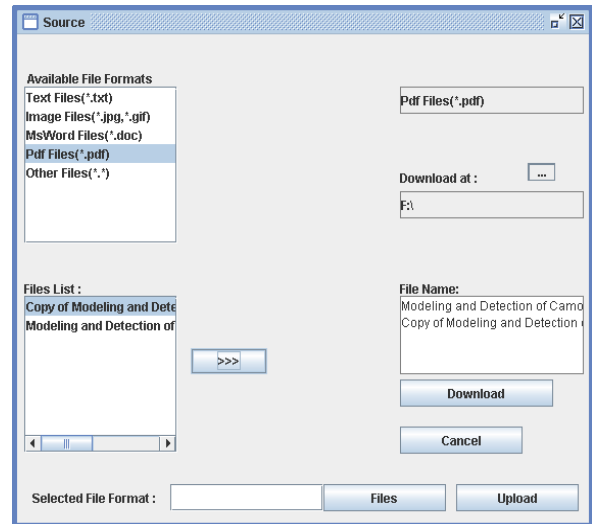 Source
Available File Formats
Text Files(*.txt)
Image Files(*.jpg,*.gif)
MsWord Files(*.doc)
Pdf Files(*.pdf)
Other Files(*.*)
Pdf Files(*.pdf)
Download at :
...
F:\
Files List :
Copy of Modeling and Dete
Modeling and Detection of
>>>
File Name:
Modeling and Detection of Camo
Copy of Modeling and Detection
Download
Cancel
Selected File Format :
Files
Upload